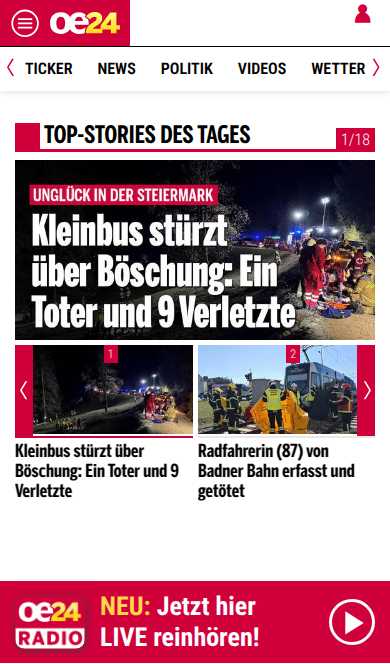 oe24
TICKER NEWS POLITIK VIDEOS WETTER
TOP-STORIES DES TAGES
1/18
UNGLÜCK IN DER STEIERMARK
Kleinbus stürzt
über Böschung: Ein
Toter und 9 Verletzte
1
2
Kleinbus stürzt über
Böschung: Ein Toter und 9
Verletzte
Radfahrerin (87) von
Badner Bahn erfasst und
getötet
oe24
RADIO
NEU: Jetzt hier
LIVE reinhören!